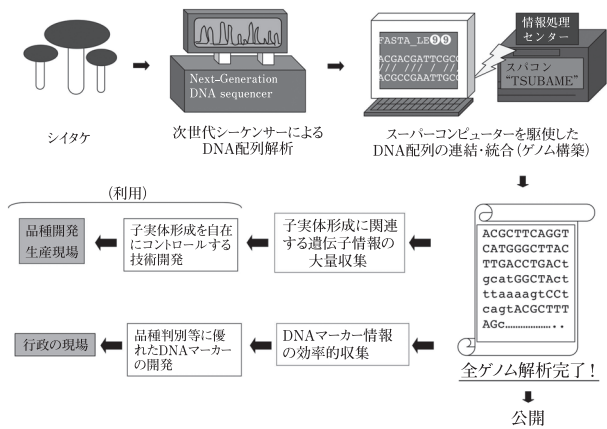 シイタケ
Next-Generation
DNA sequencer
次世代シーケンサーによる
DNA配列解析
FASTA_LE99
ACGACGATTCGCG
ACGCCGAATTGCC
情報処理
センター
スパコン
“TSUBAME”
スーパーコンピューターを駆使した
DNA配列の連結・統合(ゲノム構築)
ACGCTTCAGGT
CATGGGCTTAC
TTGACCTGACt
gcatGGCTAct
ttaaaagtCCt
cagtACGCTTT
AGc....................
全ゲノム解析完了!
公開
子実体形成に関連
する遺伝子情報の
大量収集
(利用)
子実体形成を自在
にコントロールする
技術開発
品種開発
生産現場
DNAマーカー情報
の効率的収集
品種判別等に優
れたDNAマーカー
の開発
行政の現場